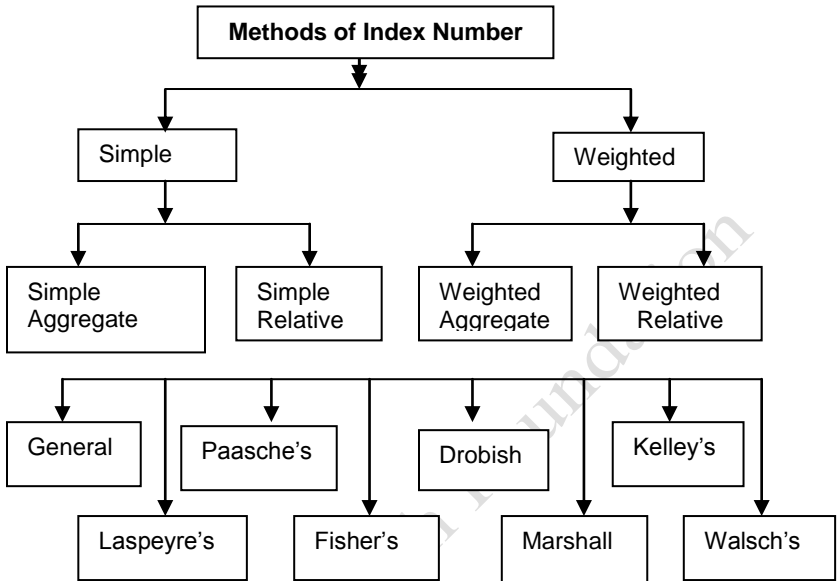 Methods of Index Number
Simple
Weighted
Simple
Aggregate
Simple
Relative
Weighted
Aggregate
Weighted
Relative
General
Paasche's
Drobish
Kelley's
Laspeyre's
Fisher's
Marshall
Walsch's